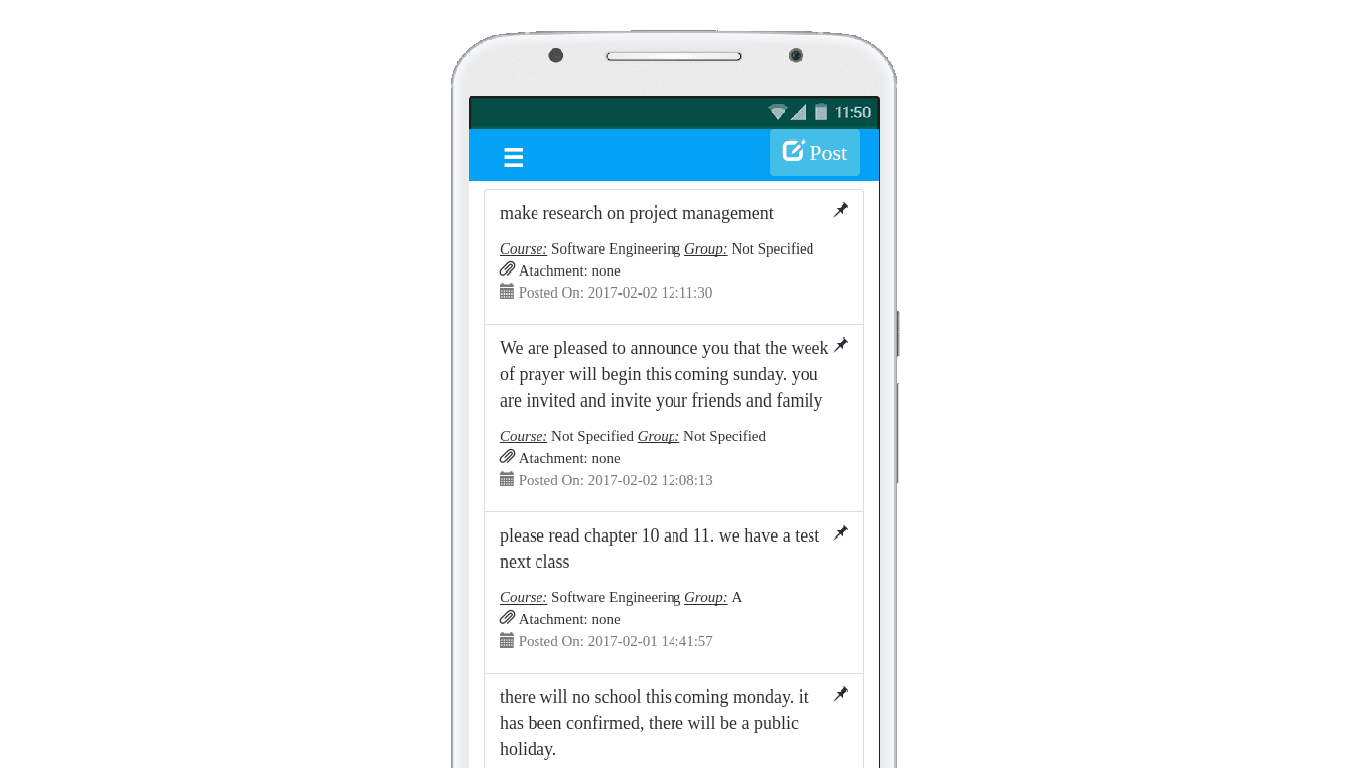 11:50
Post
make research on project management
Course: Software Engineering Group: Not Specified
Atachment: none
Posted On: 2017-02-02 12:11:30
We are pleased to announce you that the week
of prayer will begin this coming sunday. you
are invited and invite your friends and family
Course: Not Specified Group: Not Specified
Atachment: none
Posted On: 2017-02-02 12:08:13
please read chapter 10 and 11. we have a test
next class
Course: Software Engineering Group: A
Atachment: none
Posted On: 2017-02-01 14:41:57
there will no school this coming monday. it
has been confirmed, there will be a public
holiday.